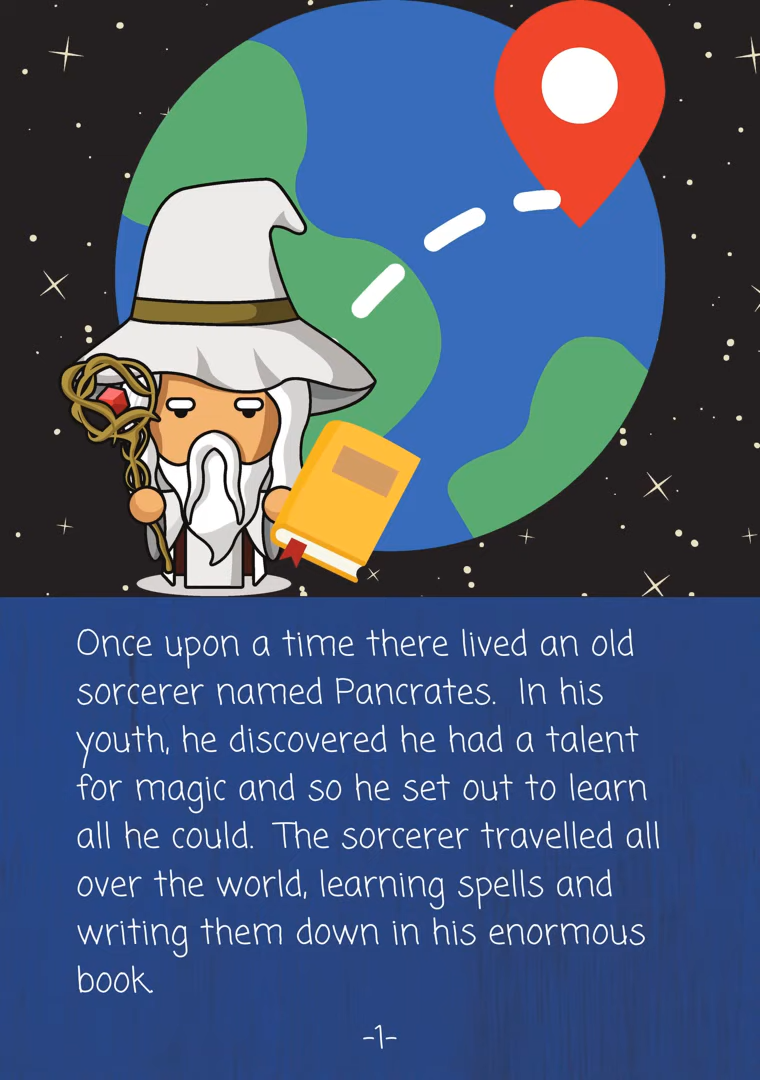 Once upon a time there lived an old
sorcerer named Pancrates.  In his
youth, he discovered he had a talent
for magic and so he set out to learn
all he could.  The sorcerer travelled all
over the world, learning spells and
writing them down in his enormous
book.
-1-